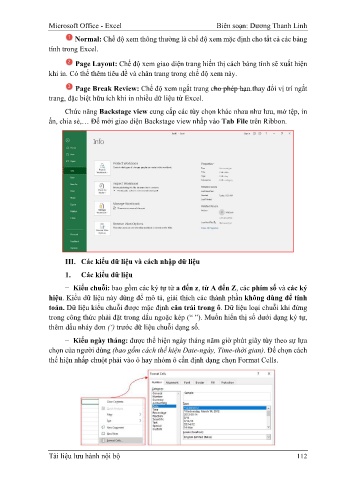 Microsoft Office - Excel Biên soạn: Dương Thanh Linh
❶ Normal: Chế độ xem thông thường là chế độ xem mặc định cho tất cả các bảng
tính trong Excel.
❷ Page Layout: Chế độ xem giao diện trang hiển thị cách bảng tính sẽ xuất hiện
khi in. Có thể thêm tiêu đề và chân trang trong chế độ xem này.
❸ Page Break Review: Chế độ xem ngắt trang cho phép bạn thay đổi vị trí ngắt
trang, đặc biệt hữu ích khi in nhiều dữ liệu từ Excel.
Chức năng Backstage view cung cấp các tùy chọn khác nhau như lưu, mở tệp, in
ấn, chia sẻ,… Để mở giao diện Backstage view nhấp vào Tab File trên Ribbon.
Info
III. Các kiểu dữ liệu và cách nhập dữ liệu
1. Các kiểu dữ liệu
− Kiểu chuỗi: bao gồm các ký tự từ a đến z, từ A đến Z, các phím số và các ký
hiệu. Kiểu dữ liệu này dùng để mô tả, giải thích các thành phần không dùng để tính
toán. Dữ liệu kiểu chuỗi được mặc định căn trái trong ô. Dữ liệu loại chuỗi khi đứng
trong công thức phải đặt trong dấu ngoặc kép (“ ”). Muốn hiển thị số dưới dạng ký tự,
thêm dấu nháy đơn (’) trước dữ liệu chuỗi dạng số.
− Kiểu ngày tháng: được thể hiện ngày tháng năm giờ phút giây tùy theo sự lựa
chọn của người dùng (bao gồm cách thể hiện Date-ngày, Time-thời gian). Để chọn cách
thể hiện nhấp chuột phải vào ô hay nhóm ô cần định dạng chọn Format Cells.
Format Cells
Tài liệu lưu hành nội bộ 112